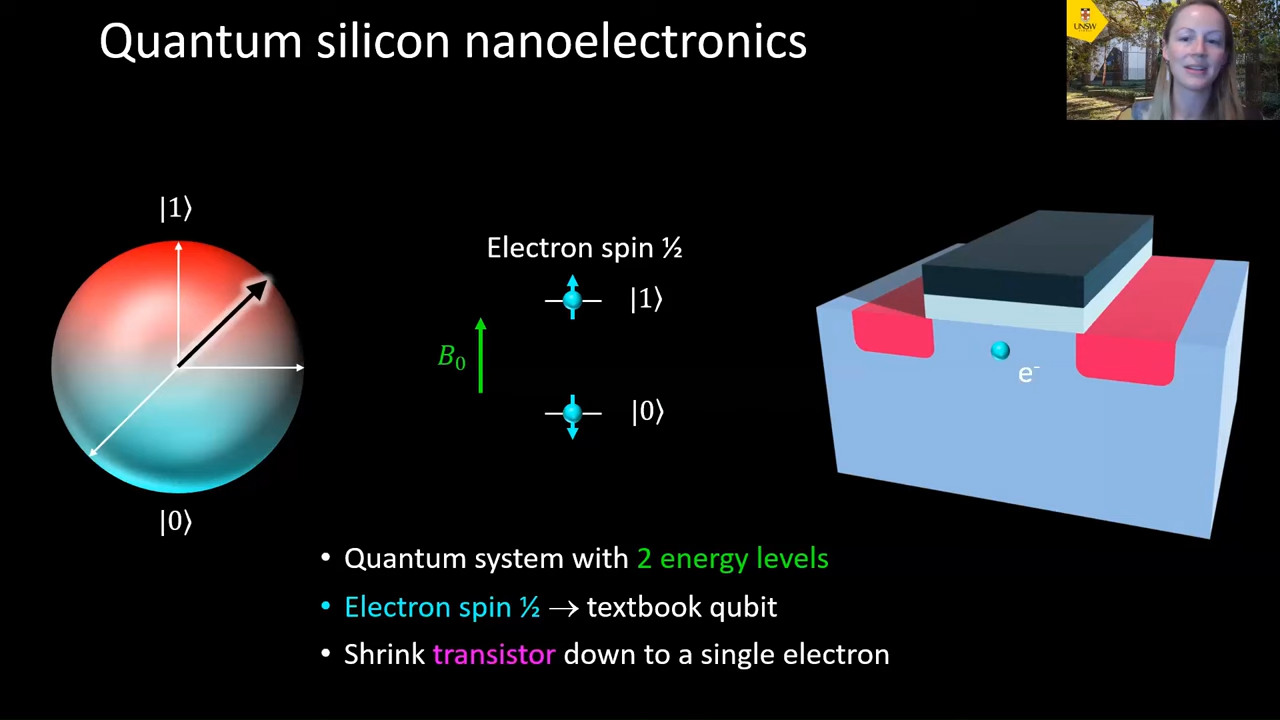 Quantum silicon nanoelectronics
UNSW
|1⟩
Electron spin ½
|1⟩
B₀
|0⟩
e⁻
|0⟩
• Quantum system with 2 energy levels
• Electron spin ½ → textbook qubit
• Shrink transistor down to a single electron